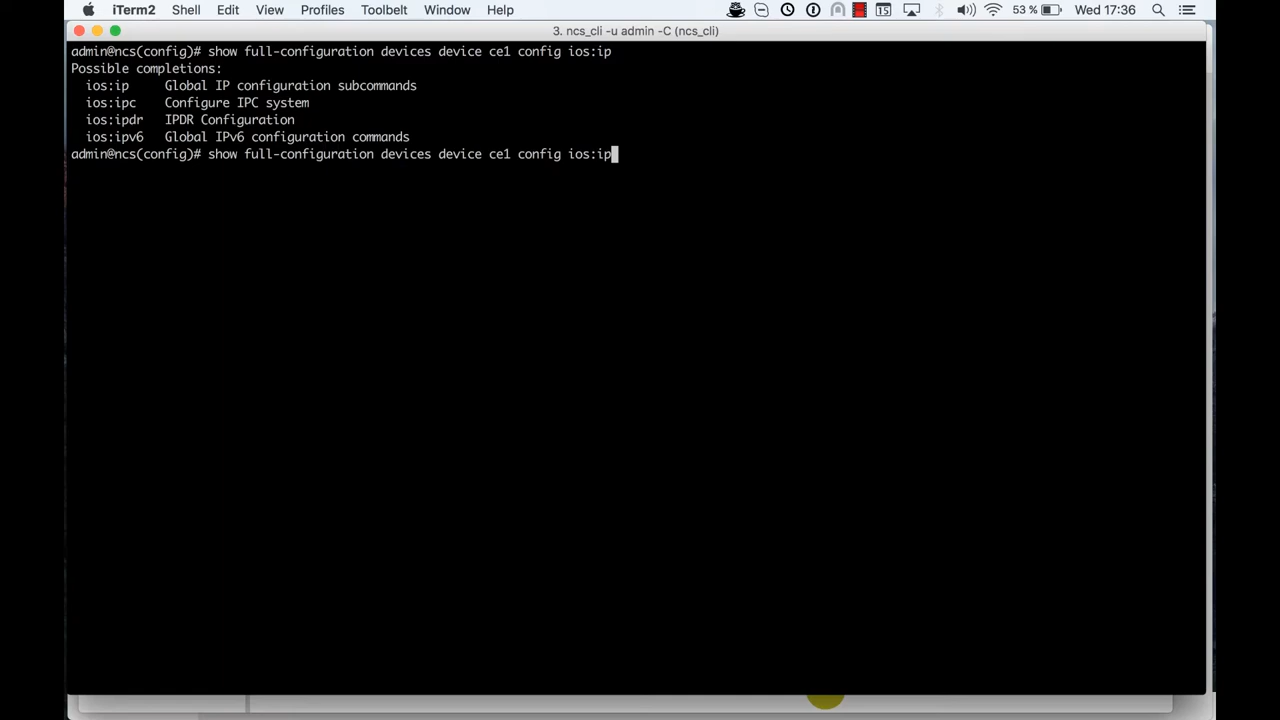 iTerm2 Shell Edit View Profiles Toolbelt Window Help 15 53 % Wed 17:36
3. ncs_cli -u admin -C (ncs_cli)
admin@ncs(config)# show full-configuration devices device ce1 config ios:ip
Possible completions:
ios:ip Global IP configuration subcommands
ios:ipc Configure IPC system
ios:ipdr IPDR Configuration
ios:ipv6 Global IPv6 configuration commands
admin@ncs(config)# show full-configuration devices device ce1 config ios:ip